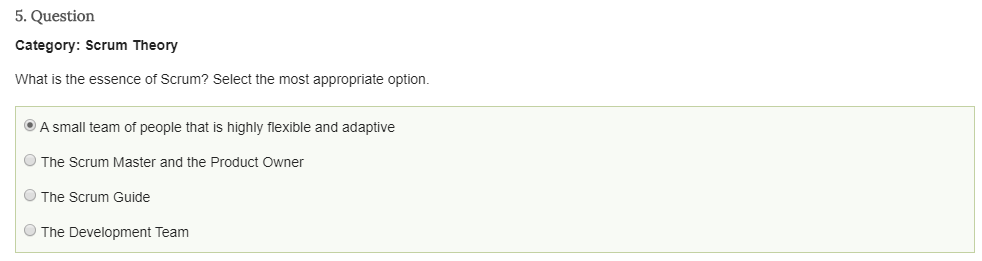 5. Question
Category: Scrum Theory
What is the essence of Scrum? Select the most appropriate option.
A small team of people that is highly flexible and adaptive
The Scrum Master and the Product Owner
The Scrum Guide
The Development Team